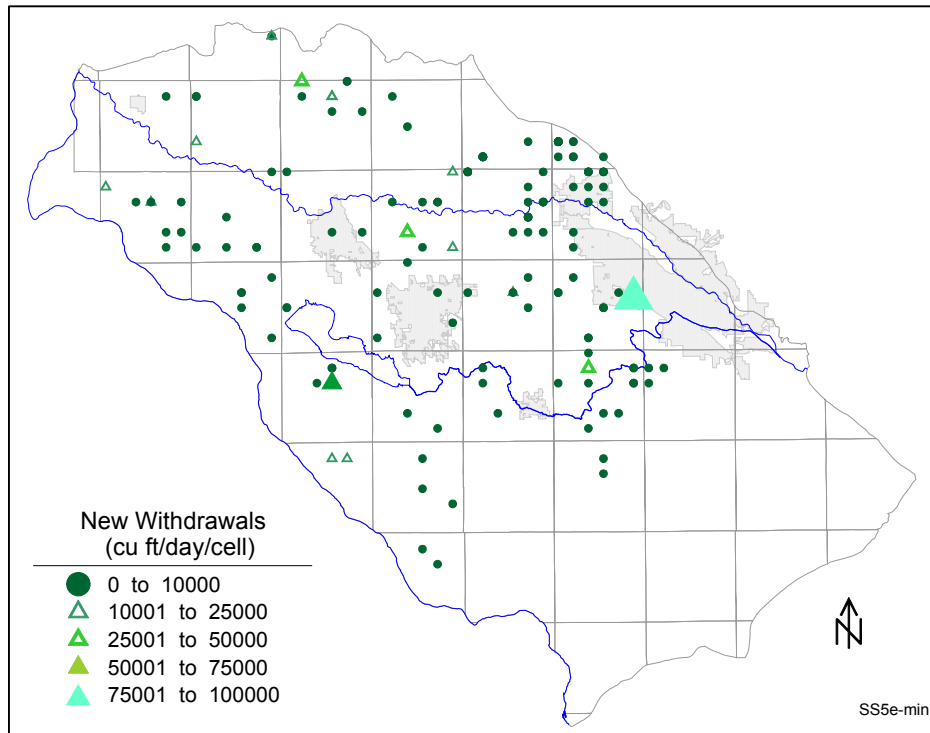 New Withdrawals
(cu ft/day/cell)
0 to 10000
10001 to 25000
25001 to 50000
50001 to 75000
75001 to 100000
N
SS5e-min